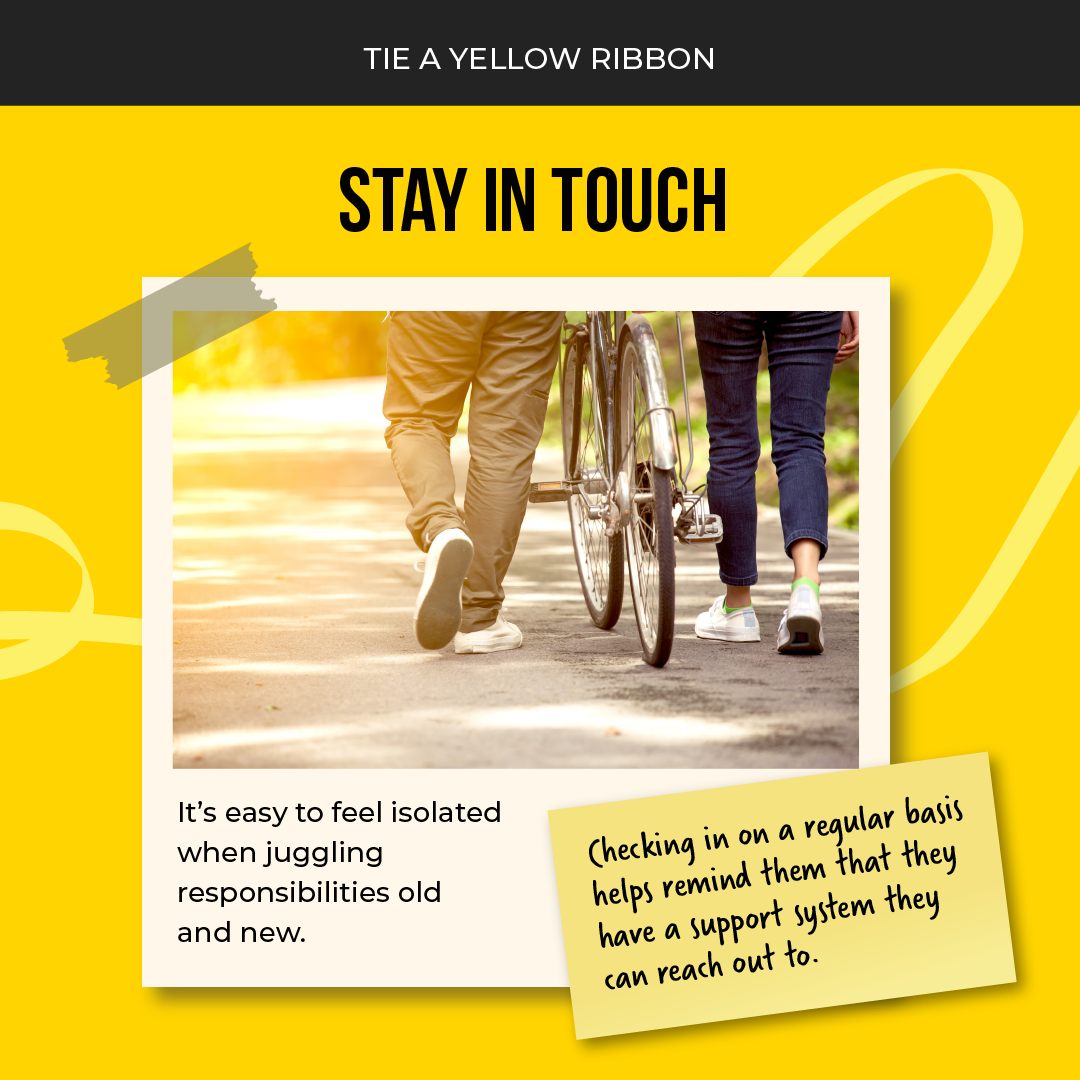 TIE A YELLOW RIBBON
STAY IN TOUCH
It’s easy to feel isolated
when juggling
responsibilities old
and new.
Checking in on a regular basis
helps remind them that they
have a support system they
can reach out to.